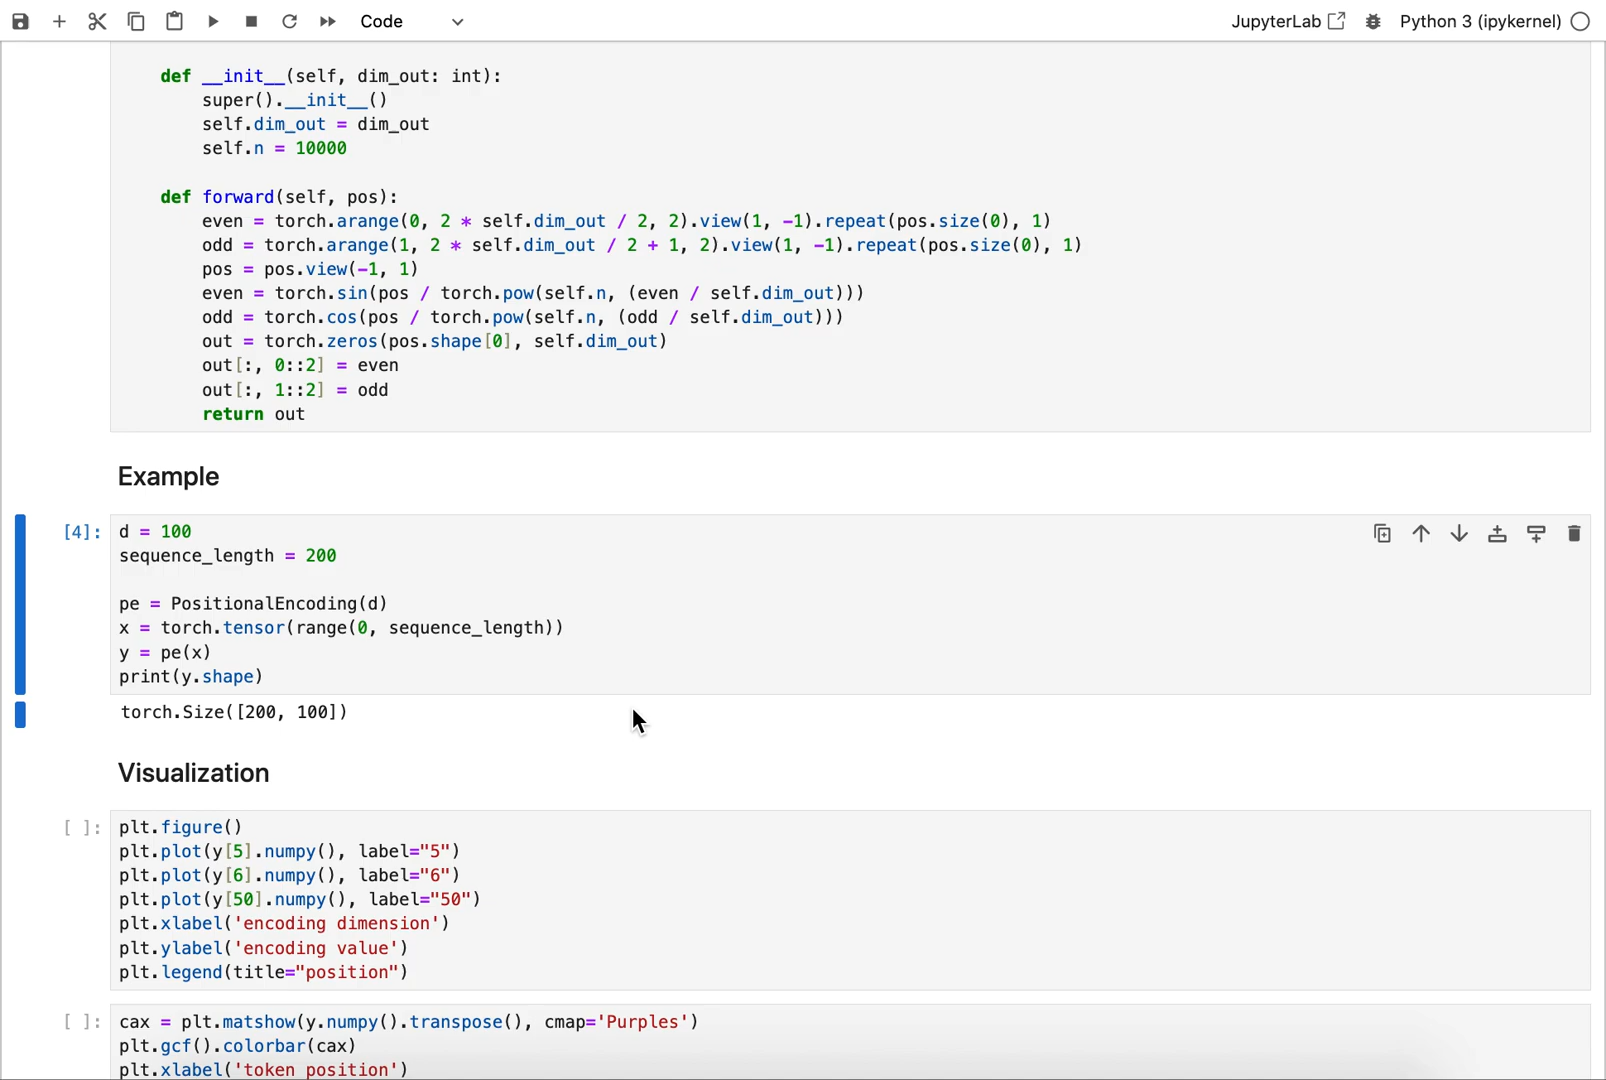 Code
JupyterLab
Python 3 (ipykernel)
def __init__(self, dim_out: int):
super().__init__()
self.dim_out = dim_out
self.n = 10000
def forward(self, pos):
even = torch.arange(0, 2 * self.dim_out / 2, 2).view(1, -1).repeat(pos.size(0), 1)
odd = torch.arange(1, 2 * self.dim_out / 2 + 1, 2).view(1, -1).repeat(pos.size(0), 1)
pos = pos.view(-1, 1)
even = torch.sin(pos / torch.pow(self.n, (even / self.dim_out)))
odd = torch.cos(pos / torch.pow(self.n, (odd / self.dim_out)))
out = torch.zeros(pos.shape[0], self.dim_out)
out[:, 0::2] = even
out[:, 1::2] = odd
return out
Example
[4]:
d = 100
sequence_length = 200
pe = PositionalEncoding(d)
x = torch.tensor(range(0, sequence_length))
y = pe(x)
print(y.shape)
torch.Size([200, 100])
Visualization
[ ]:
plt.figure()
plt.plot(y[5].numpy(), label="5")
plt.plot(y[6].numpy(), label="6")
plt.plot(y[50].numpy(), label="50")
plt.xlabel('encoding dimension')
plt.ylabel('encoding value')
plt.legend(title="position")
[ ]:
cax = plt.matshow(y.numpy().transpose(), cmap='Purples')
plt.gcf().colorbar(cax)
plt.xlabel('token position')